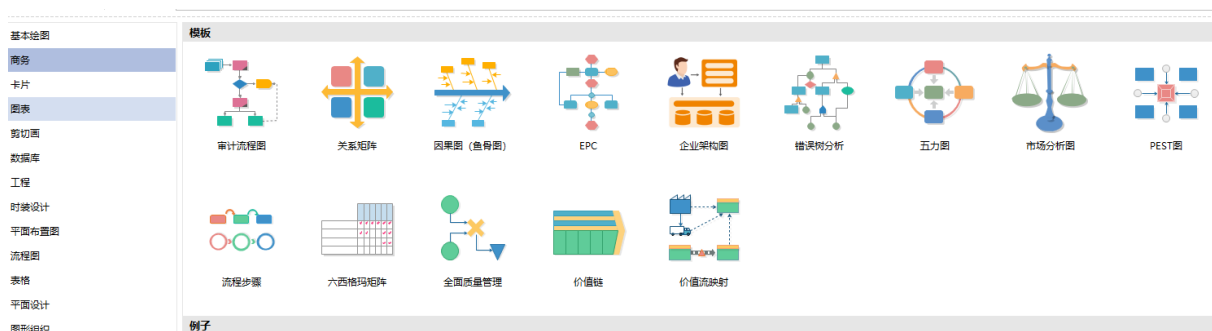 基本绘图
商务
卡片
图表
剪切画
数据库
工程
时装设计
平面布置图
流程图
表格
平面设计
图形组织
模板
审计流程图
关系矩阵
因果图（鱼骨图）
EPC
企业架构图
错误树分析
五力图
市场分析图
PEST图
流程步骤
六西格玛矩阵
全面质量管理
价值链
价值流映射
例子